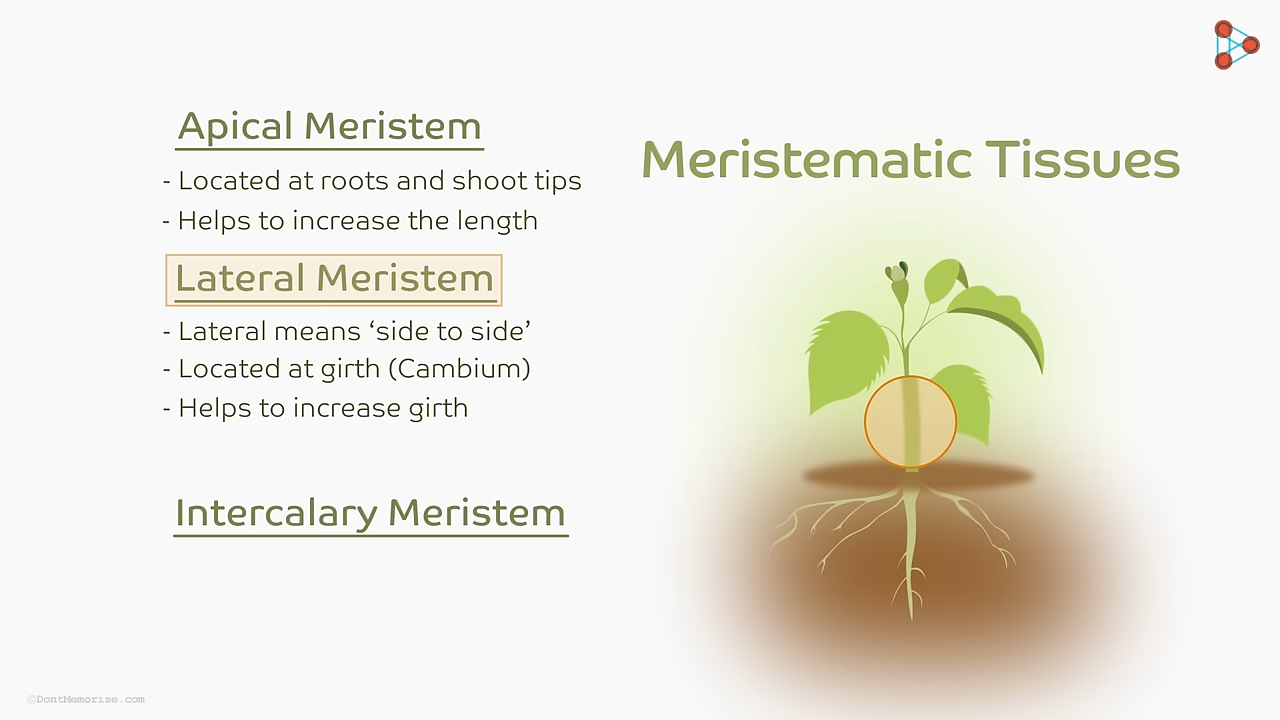 Apical Meristem
- Located at roots and shoot tips
- Helps to increase the length
Lateral Meristem
- Lateral means ‘side to side’
- Located at girth (Cambium)
- Helps to increase girth
Intercalary Meristem
Meristematic Tissues
©DontMemorise.com